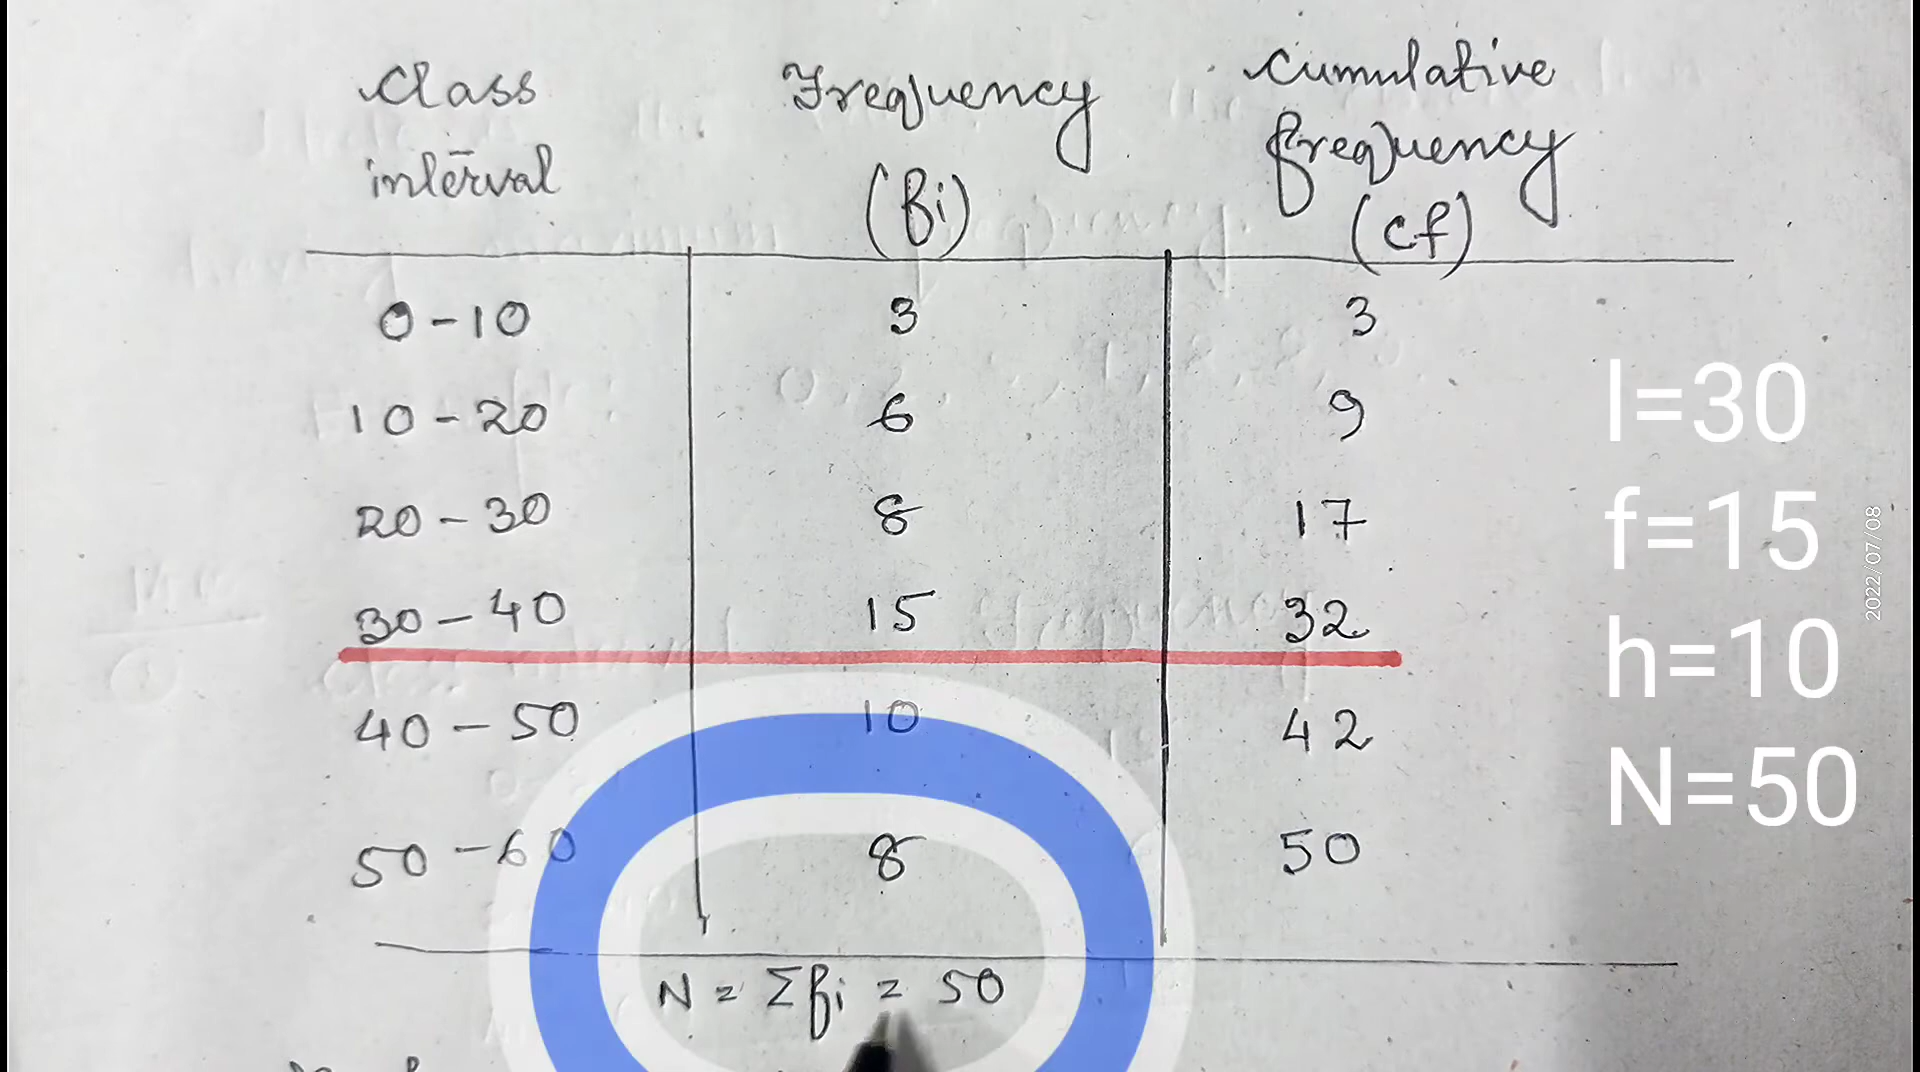 Class interval Frequency (fi) Cumulative frequency (cf)
0-10 3 3
10-20 6 9
20-30 8 17
30-40 15 32
40-50 10 42
50-60 8 50
N = Σfi = 50
l=30
f=15
h=10
N=50
2022/07/08